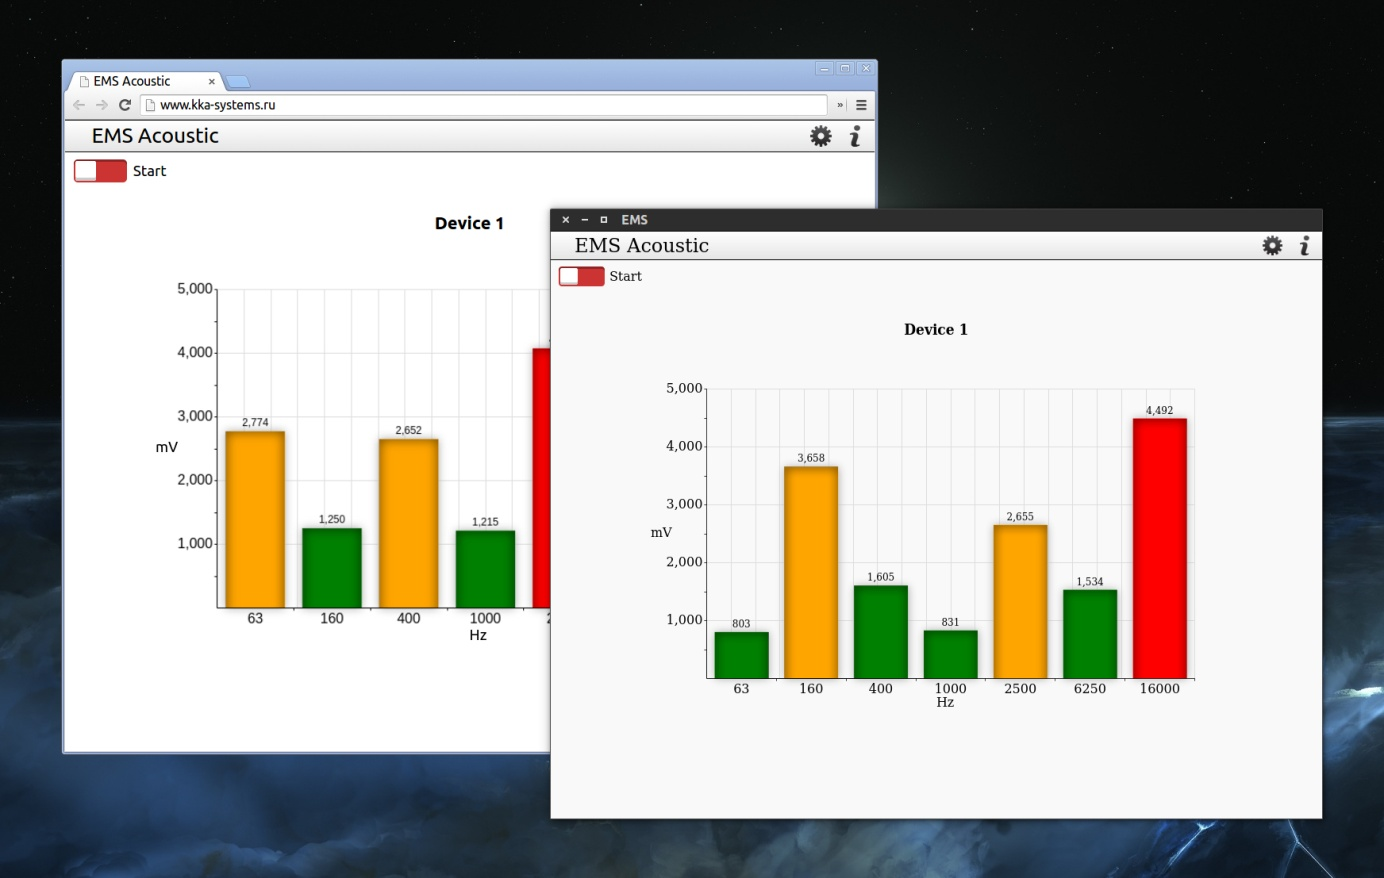 EMS Acoustic
www.kka-systems.ru
»
EMS Acoustic
Start
Device 1
5,000
4,000
3,000
2,000
1,000
mV
2,774
1,250
2,652
1,215
63
160
400
1000
Hz
EMS
EMS Acoustic
Start
Device 1
5,000
4,000
3,000
2,000
1,000
mV
803
3,658
1,605
831
2,655
1,534
4,492
63 160 400 1000 2500 6250 16000
Hz